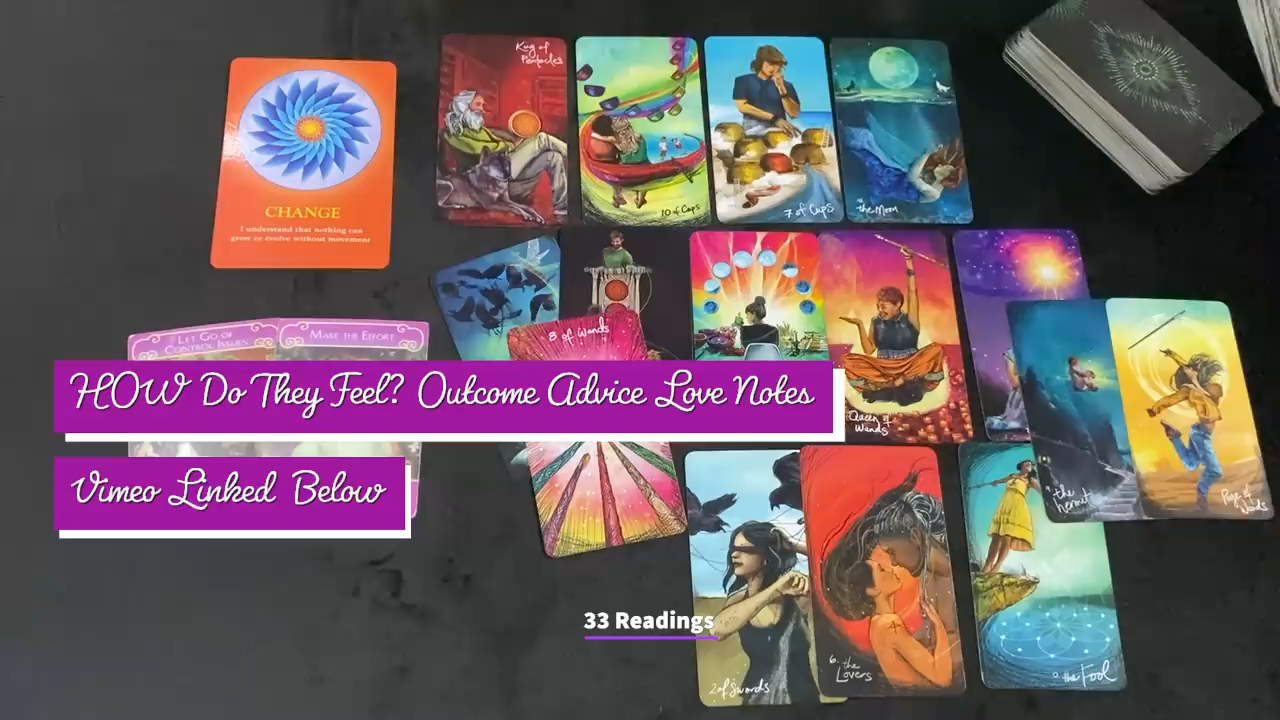 King of
Pentacles
10 of Cups
7 of Cups
the Moon
CHANGE
I understand that nothing can
grow or evolve without movement
LET GO OF
CONTROL ISSUES
MAKE THE EFFORT
8 of Wands
HOW Do They Feel? Outcome Advice Love Notes
Queen of
Wands
Vimeo Linked Below
the
hermit
Page of
Wands
33 Readings
2 of Swords
6. the
Lovers
0. the Fool